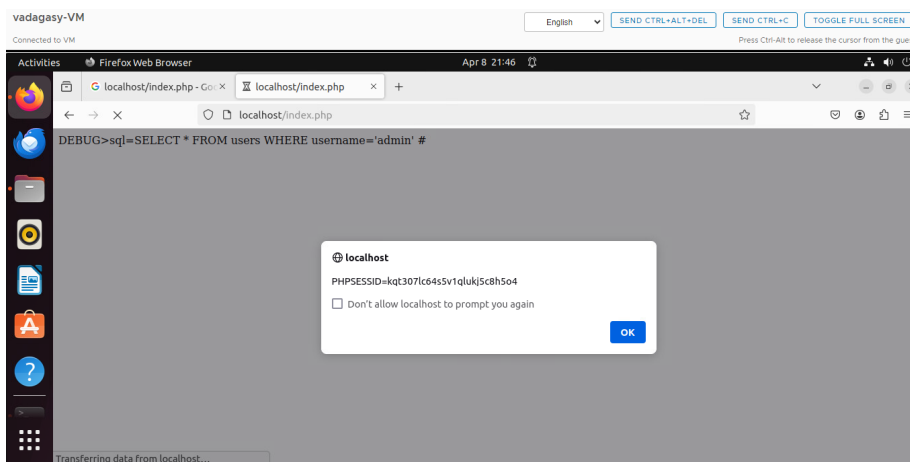 vadagasy-VM
English
SEND CTRL+ALT+DEL
SEND CTRL+C
TOGGLE FULL SCREEN
Connected to VM
Press Ctrl-Alt to release the cursor from the gue
Activities
Firefox Web Browser
Apr 8 21:46
localhost/index.php - Goo
localhost/index.php
localhost/index.php
DEBUG>sql=SELECT * FROM users WHERE username='admin' #
localhost
PHPSESSID=kqt307lc64s5v1qlukj5c8h5o4
Don't allow localhost to prompt you again
OK
Transferring data from localhost...